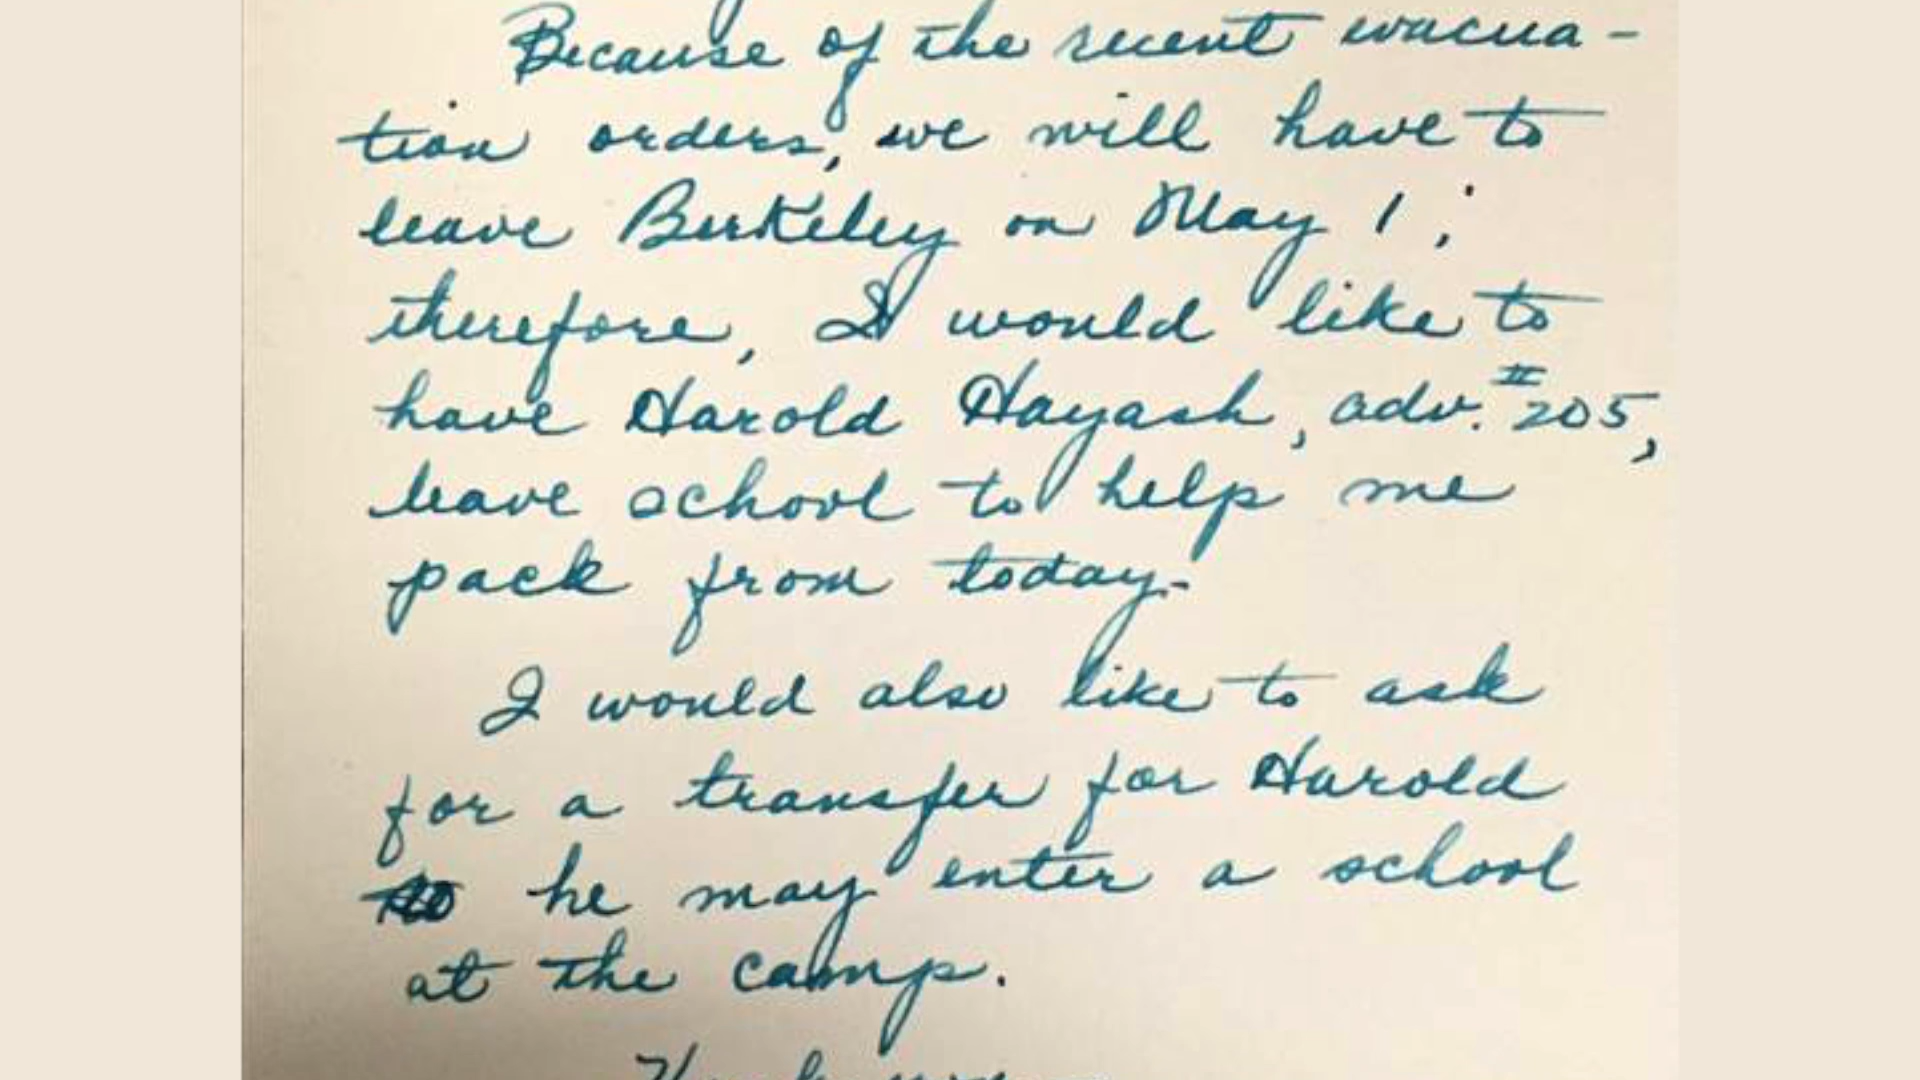 Because of the recent evacua-
tion orders, we will have to
leave Berkeley on May 1;
therefore, I would like to
have Harold Hayash, adv. #205,
leave school to help me
pack from today.
I would also like to ask
for a transfer for Harold
so he may enter a school
at the camp.